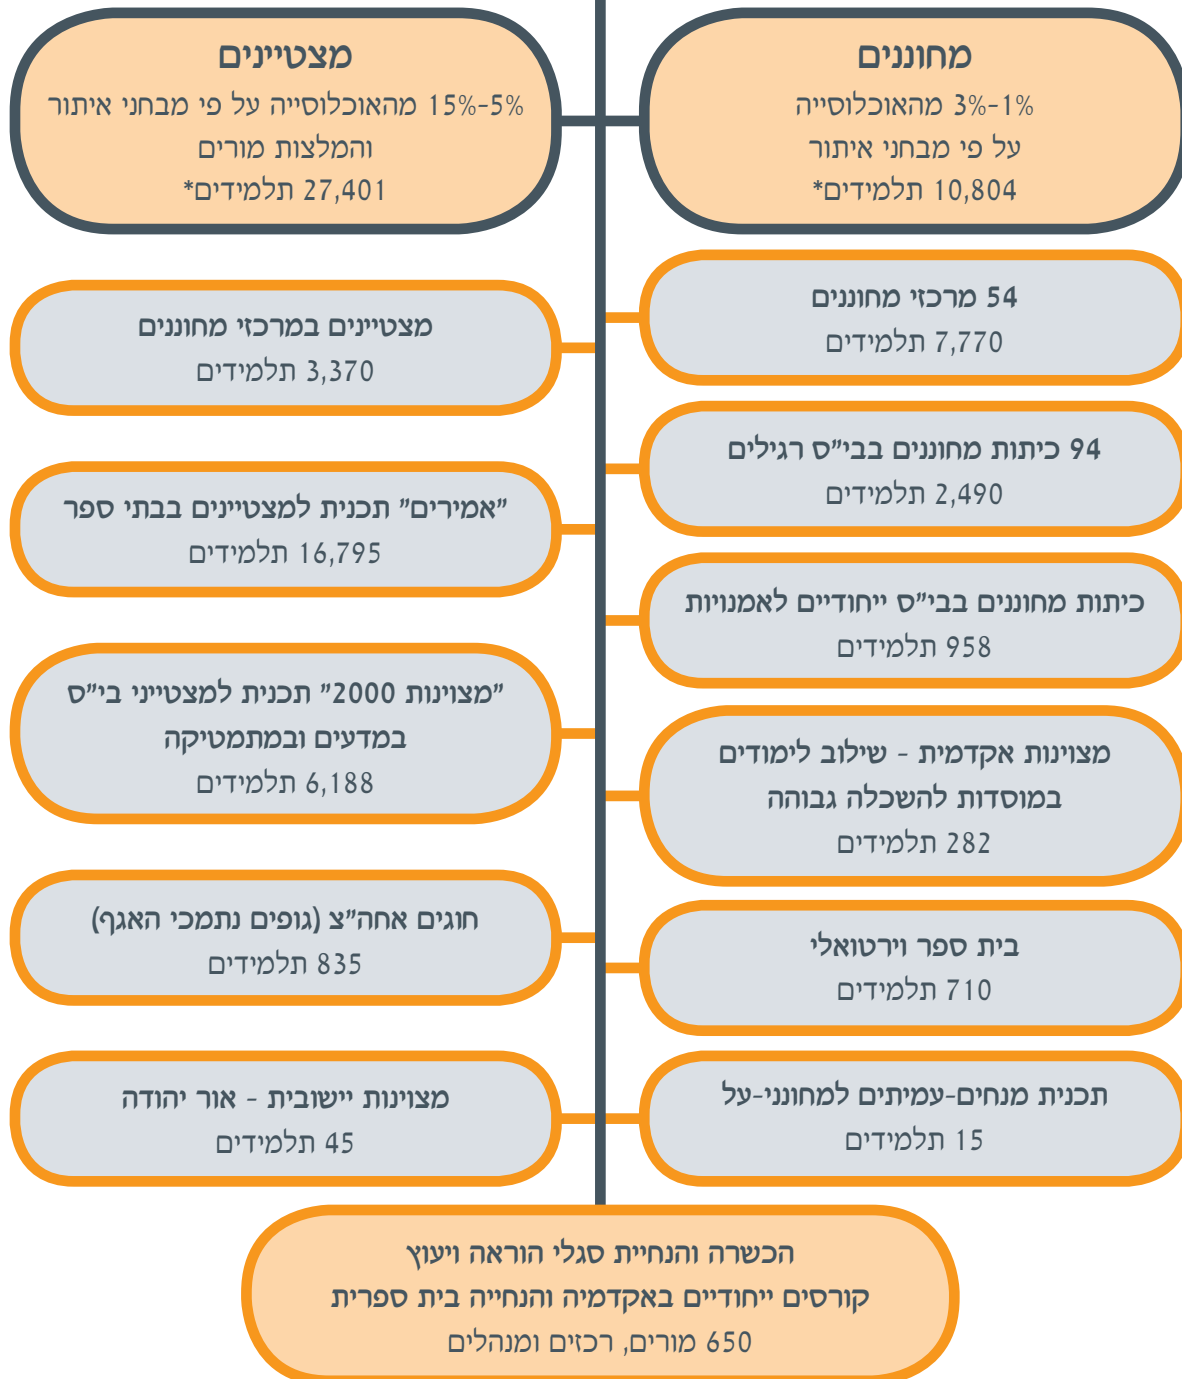 מחוננים
1%-3% מהאוכלוסייה
על פי מבחני איתור
10,804 תלמידים*
מצטיינים
5%-15% מהאוכלוסייה על פי מבחני איתור
והמלצות מורים
27,401 תלמידים*
54 מרכזי מחוננים
7,770 תלמידים
94 כיתות מחוננים בבי"ס רגילים
2,490 תלמידים
כיתות מחוננים בבי"ס ייחודיים לאמנויות
958 תלמידים
מצוינות אקדמית - שילוב לימודים
במוסדות להשכלה גבוהה
282 תלמידים
בית ספר וירטואלי
710 תלמידים
תכנית מנחים-עמיתים למחונני-על
15 תלמידים
מצטיינים במרכזי מחוננים
3,370 תלמידים
"אמירים" תכנית למצטיינים בבתי ספר
16,795 תלמידים
"מצוינות 2000" תכנית למצטייני בי"ס
במדעים ובמתמטיקה
6,188 תלמידים
חוגים אחה"צ (גופים נתמכי האגף)
835 תלמידים
מצוינות יישובית - אור יהודה
45 תלמידים
הכשרה והנחיית סגלי הוראה ויעוץ
קורסים ייחודיים באקדמיה והנחייה בית ספרית
650 מורים, רכזים ומנהלים